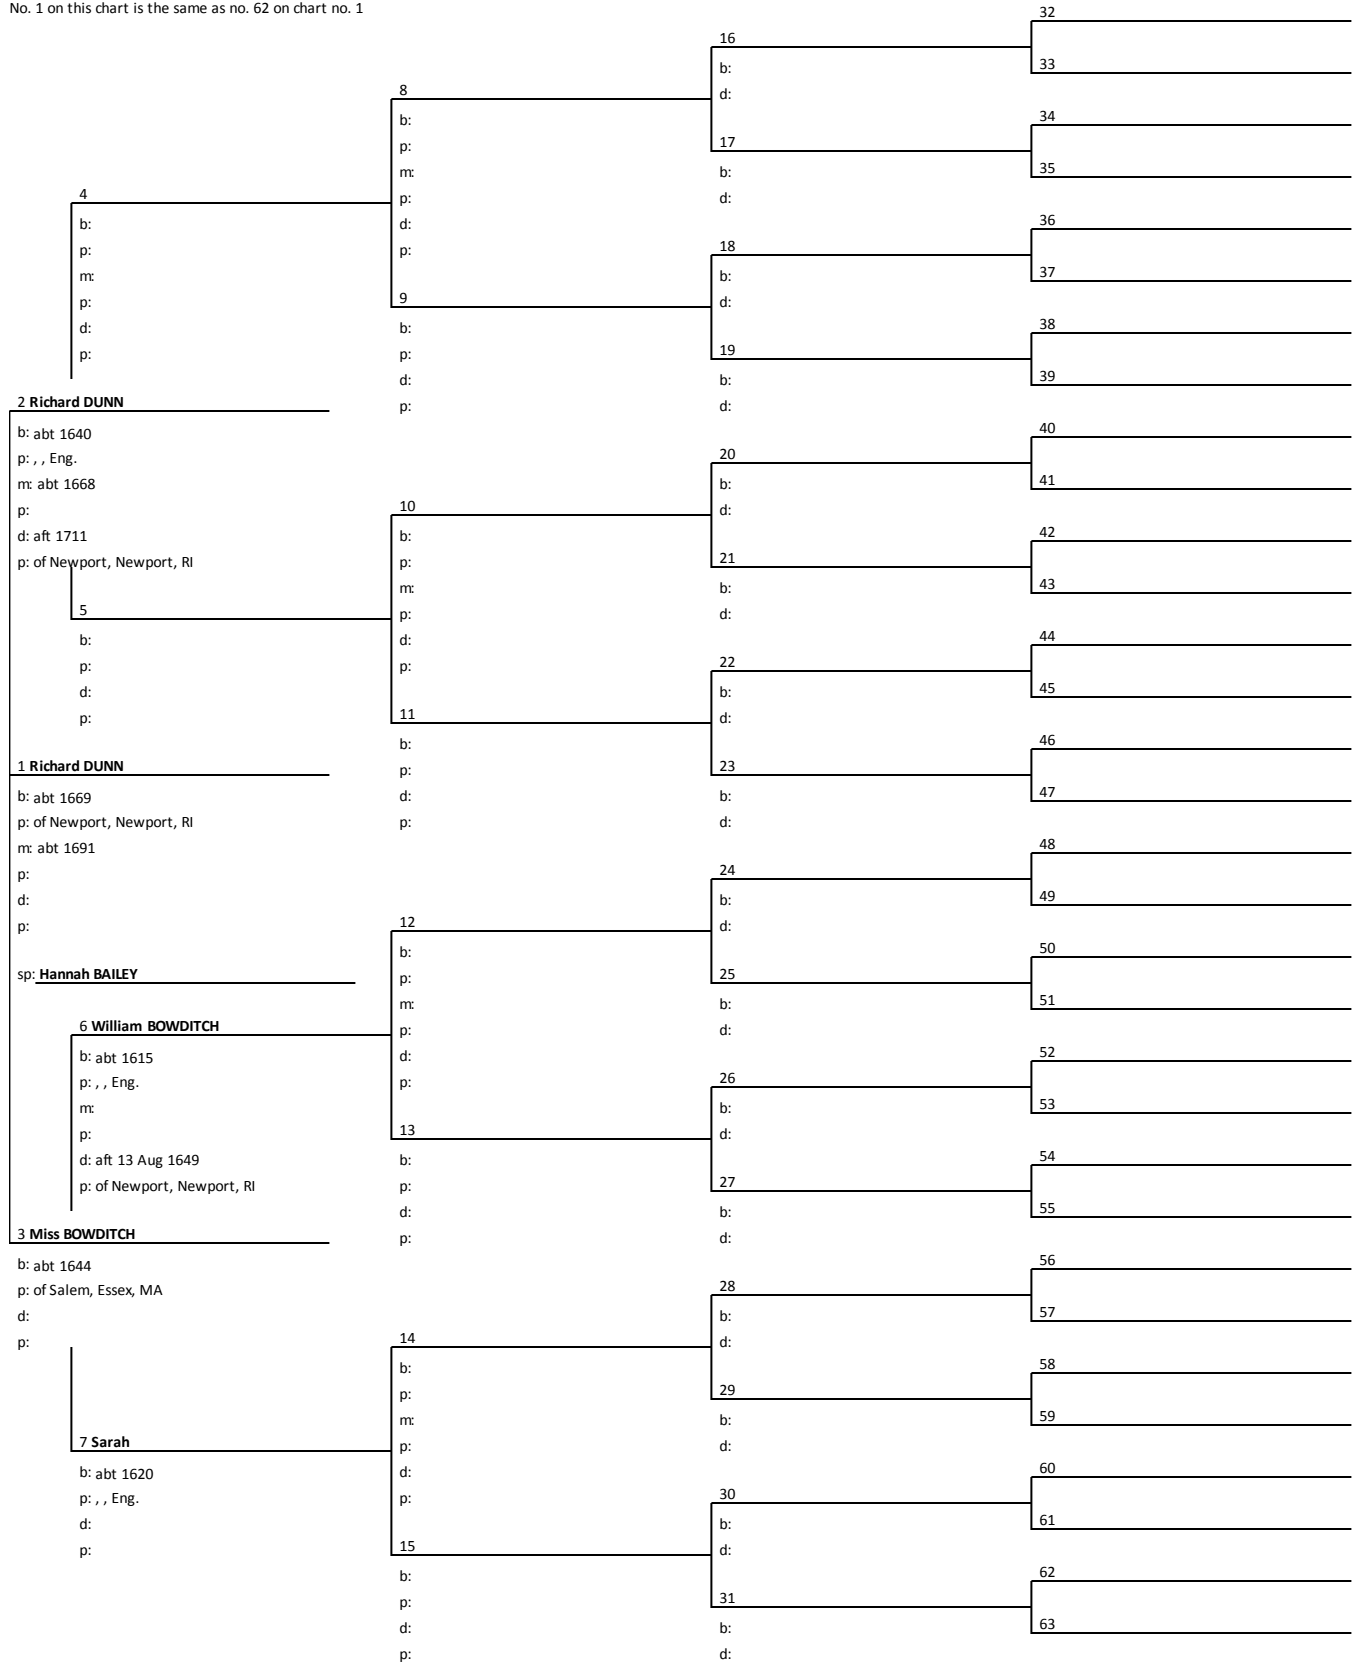 No. 1 on this chart is the same as no. 62 on chart no. 1
4
b:
p:
m:
p:
d:
p:
2 Richard DUNN
b: abt 1640
p: , , Eng.
m: abt 1668
p:
d: aft 1711
p: of Newport, Newport, RI
5
b:
p:
d:
p:
1 Richard DUNN
b: abt 1669
p: of Newport, Newport, RI
m: abt 1691
p:
d:
p:
sp: Hannah BAILEY
6 William BOWDITCH
b: abt 1615
p: , , Eng.
m:
p:
d: aft 13 Aug 1649
p: of Newport, Newport, RI
3 Miss BOWDITCH
b: abt 1644
p: of Salem, Essex, MA
d:
p:
7 Sarah
b: abt 1620
p: , , Eng.
d:
p:
8
b:
p:
m:
p:
d:
p:
9
b:
p:
d:
p:
10
b:
p:
m:
p:
d:
p:
11
b:
p:
d:
p:
12
b:
p:
m:
p:
d:
p:
13
b:
p:
d:
p:
14
b:
p:
m:
p:
d:
p:
15
b:
p:
d:
p:
16
b:
d:
17
b:
d:
18
b:
d:
19
b:
d:
20
b:
d:
21
b:
d:
22
b:
d:
23
b:
d:
24
b:
d:
25
b:
d:
26
b:
d:
27
b:
d:
28
b:
d:
29
b:
d:
30
b:
d:
31
b:
d:
32
33
34
35
36
37
38
39
40
41
42
43
44
45
46
47
48
49
50
51
52
53
54
55
56
57
58
59
60
61
62
63